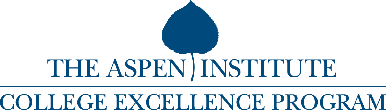 THE ASPEN INSTITUTE
COLLEGE EXCELLENCE PROGRAM